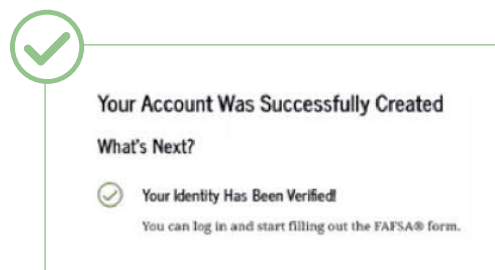 Your Account Was Successfully Created
What's Next?
Your Identity Has Been Verified!
You can log in and start filling out the FAFSA® form.